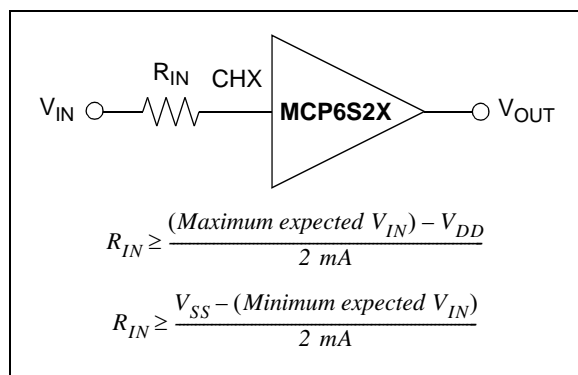 R_IN CHX
V_IN MCP6S2X V_OUT
R_IN ≥ (Maximum expected V_IN) – V_DD / 2 mA
R_IN ≥ V_SS – (Minimum expected V_IN) / 2 mA